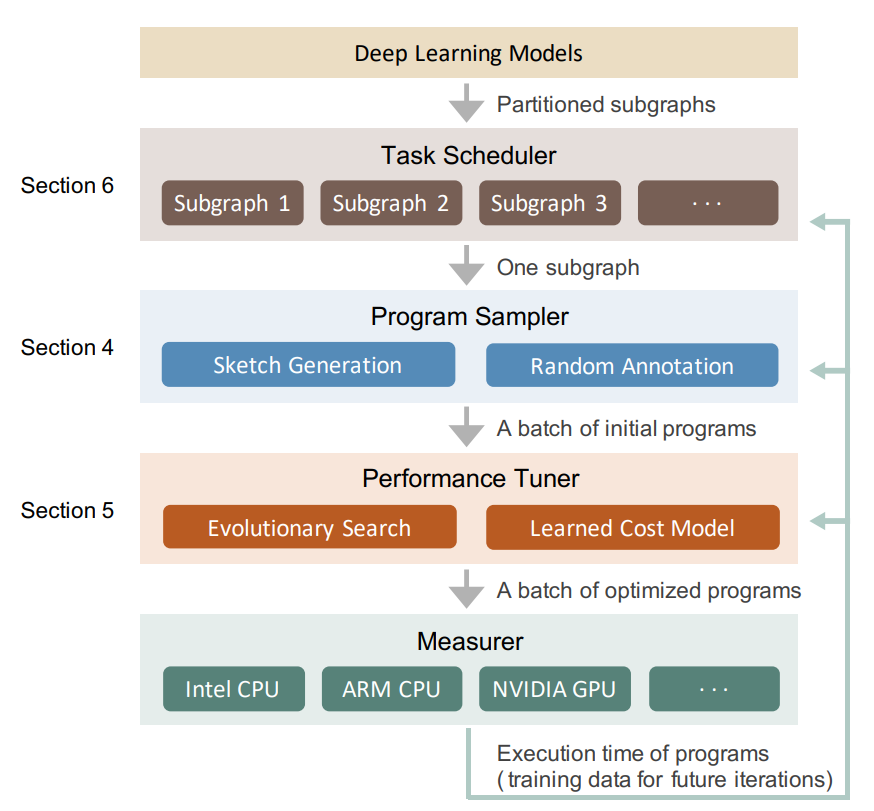 Deep Learning Models
Partitioned subgraphs
Task Scheduler
Section 6
Subgraph 1
Subgraph 2
Subgraph 3
···
One subgraph
Program Sampler
Section 4
Sketch Generation
Random Annotation
A batch of initial programs
Performance Tuner
Section 5
Evolutionary Search
Learned Cost Model
A batch of optimized programs
Measurer
Intel CPU
ARM CPU
NVIDIA GPU
···
Execution time of programs
(training data for future iterations)